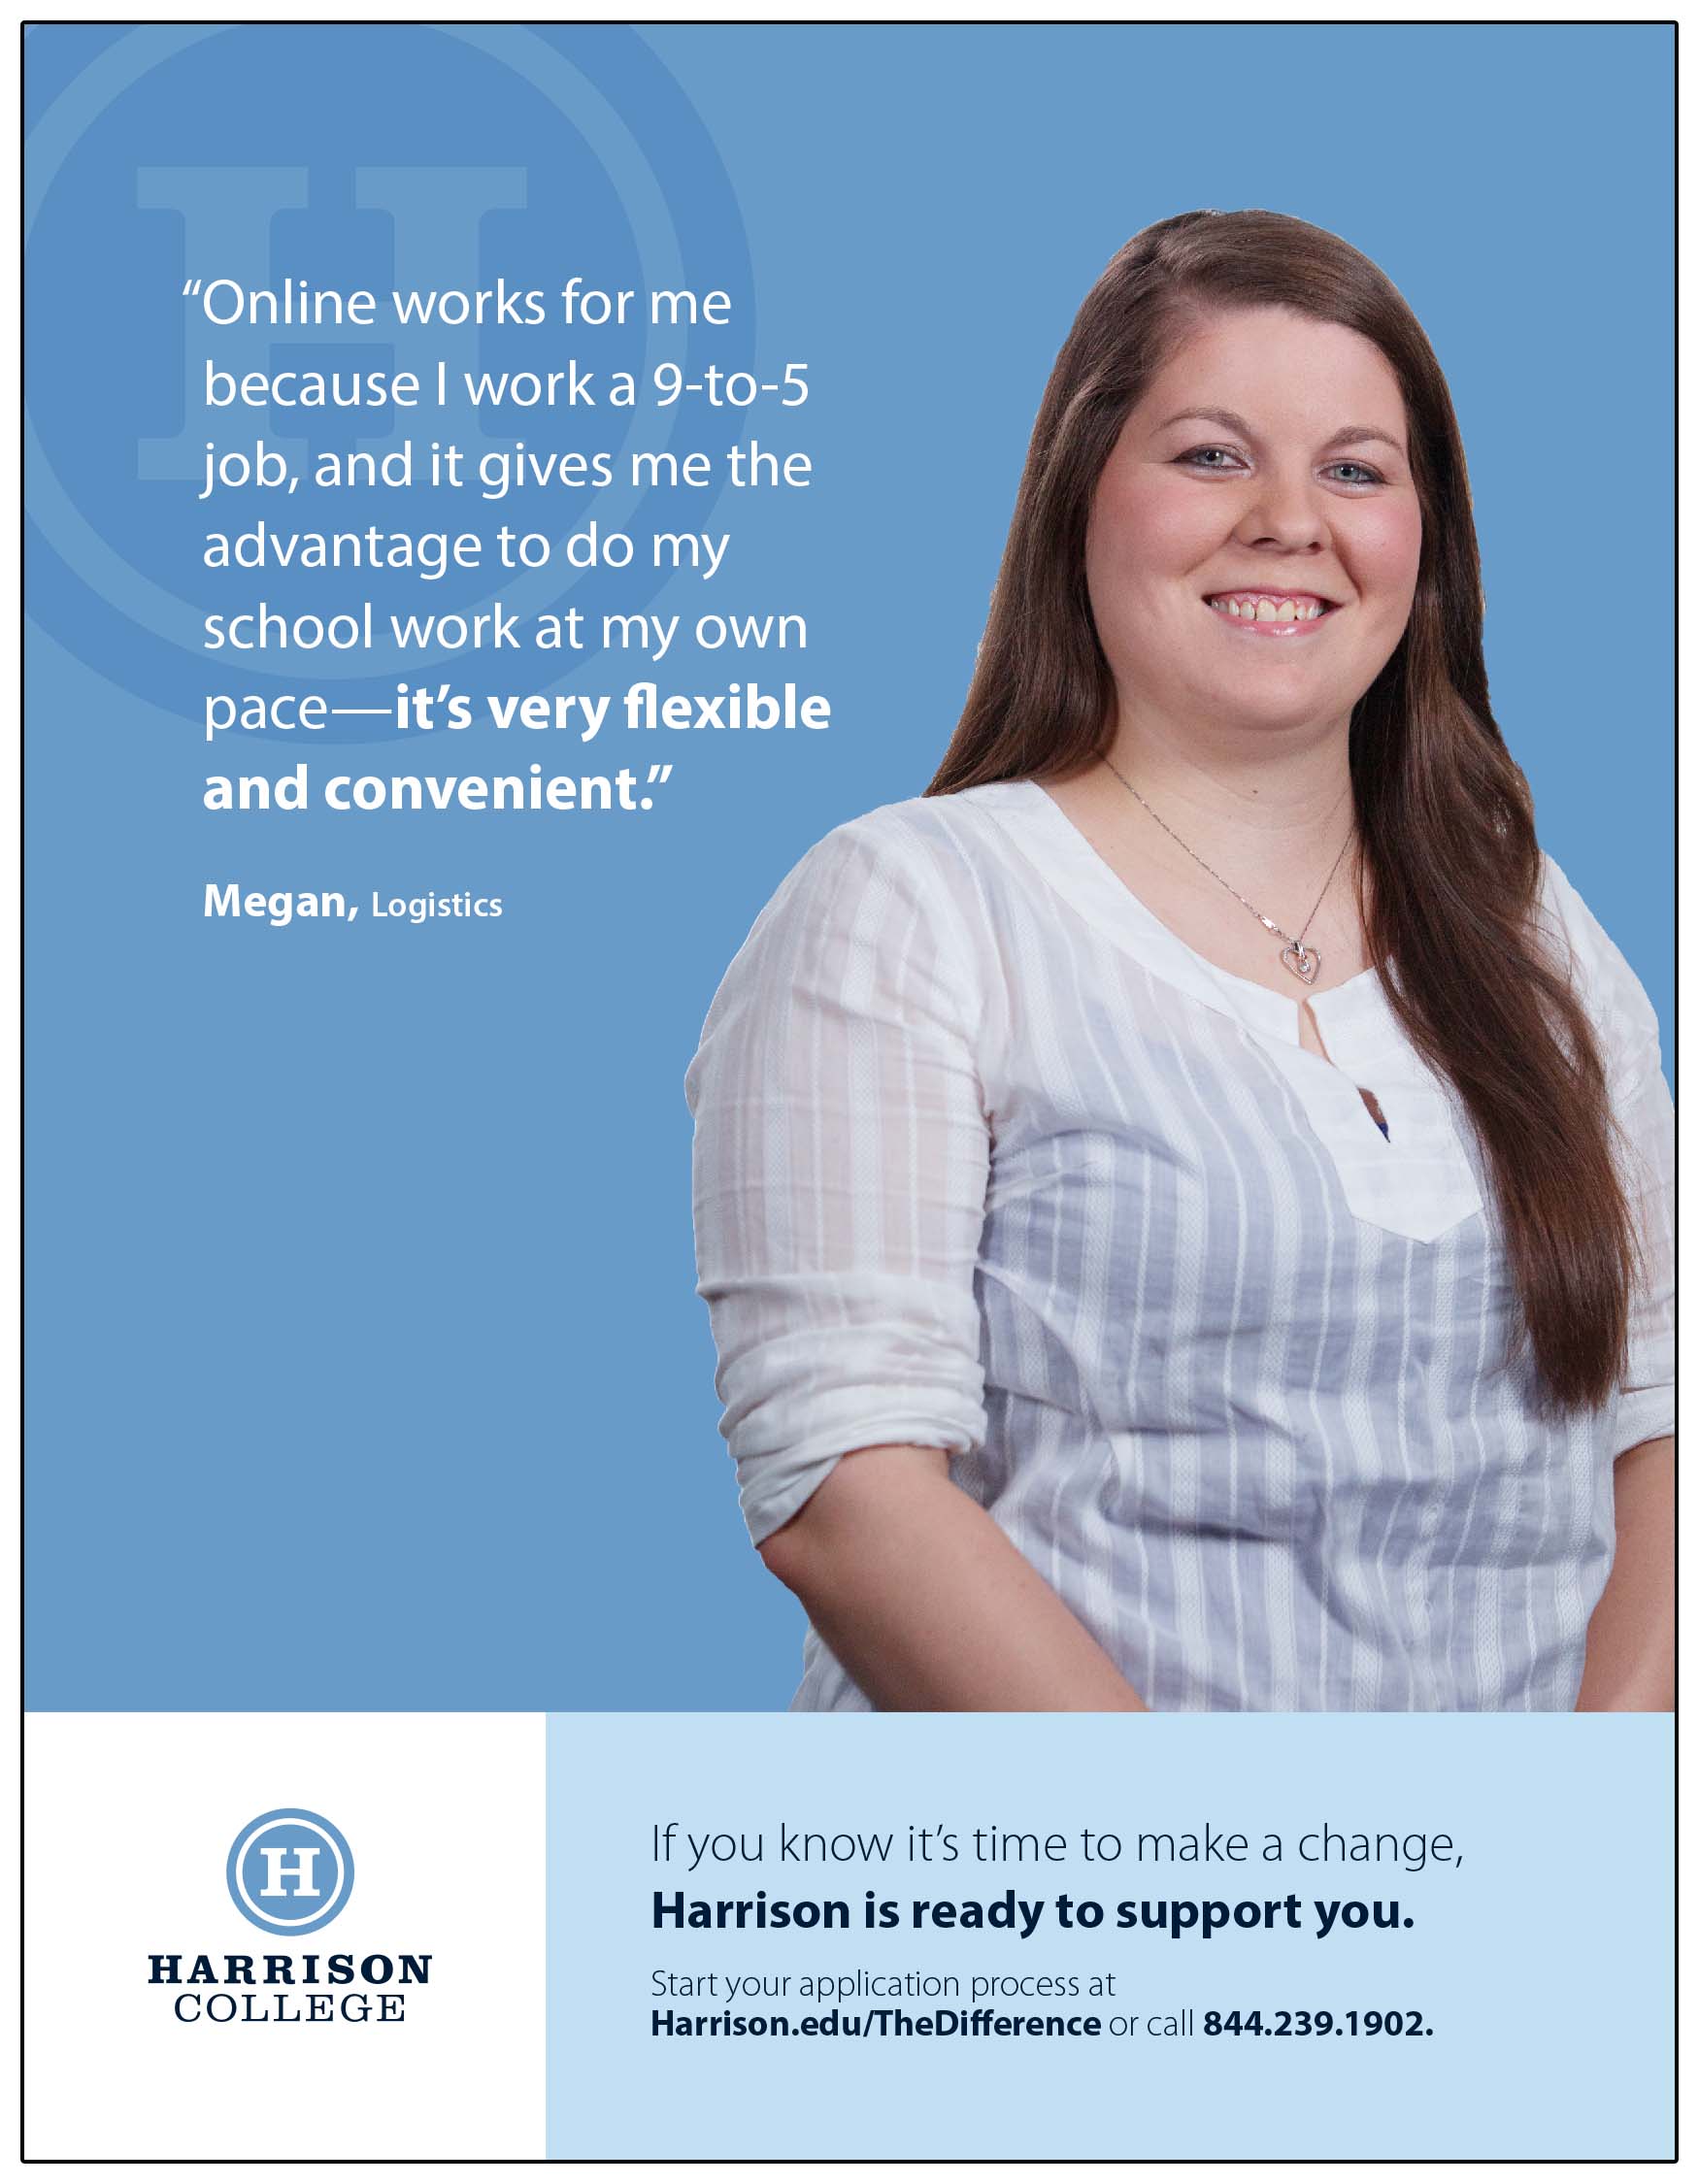 H
“Online works for me
because I work a 9-to-5
job, and it gives me the
advantage to do my
school work at my own
pace—it’s very flexible
and convenient.”
Megan, Logistics
H
HARRISON
COLLEGE
If you know it’s time to make a change,
Harrison is ready to support you.
Start your application process at
Harrison.edu/TheDifference or call 844.239.1902.